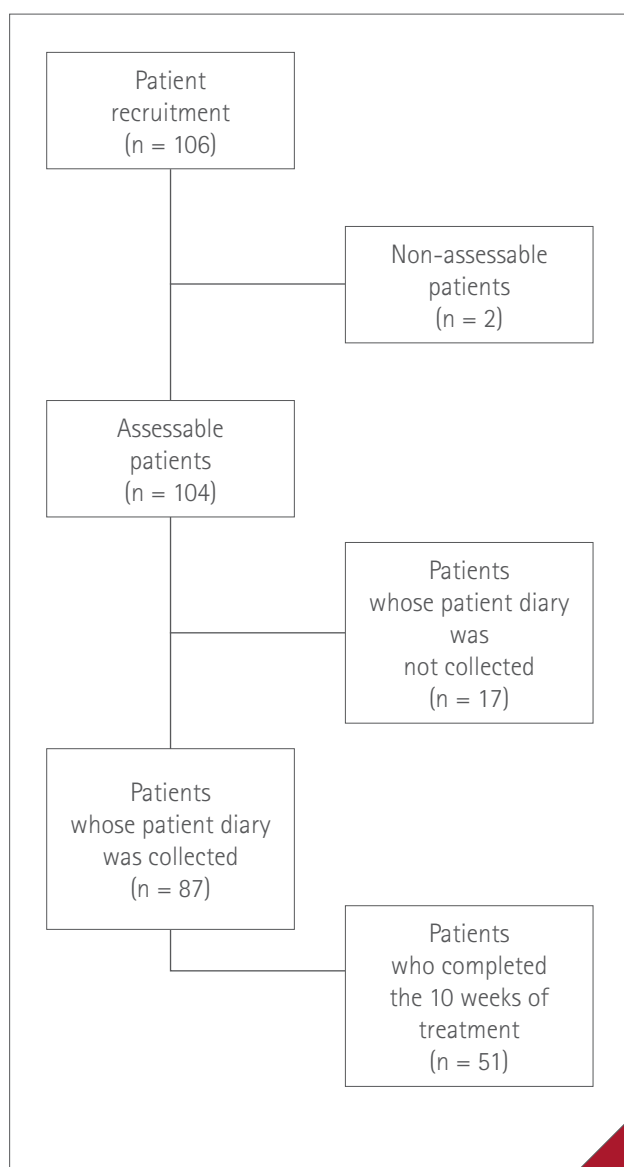 Patient
recruitment
(n = 106)
Non-assessable
patients
(n = 2)
Assessable
patients
(n = 104)
Patients
whose patient diary
was
not collected
(n = 17)
Patients
whose patient diary
was collected
(n = 87)
Patients
who completed
the 10 weeks of
treatment
(n = 51)